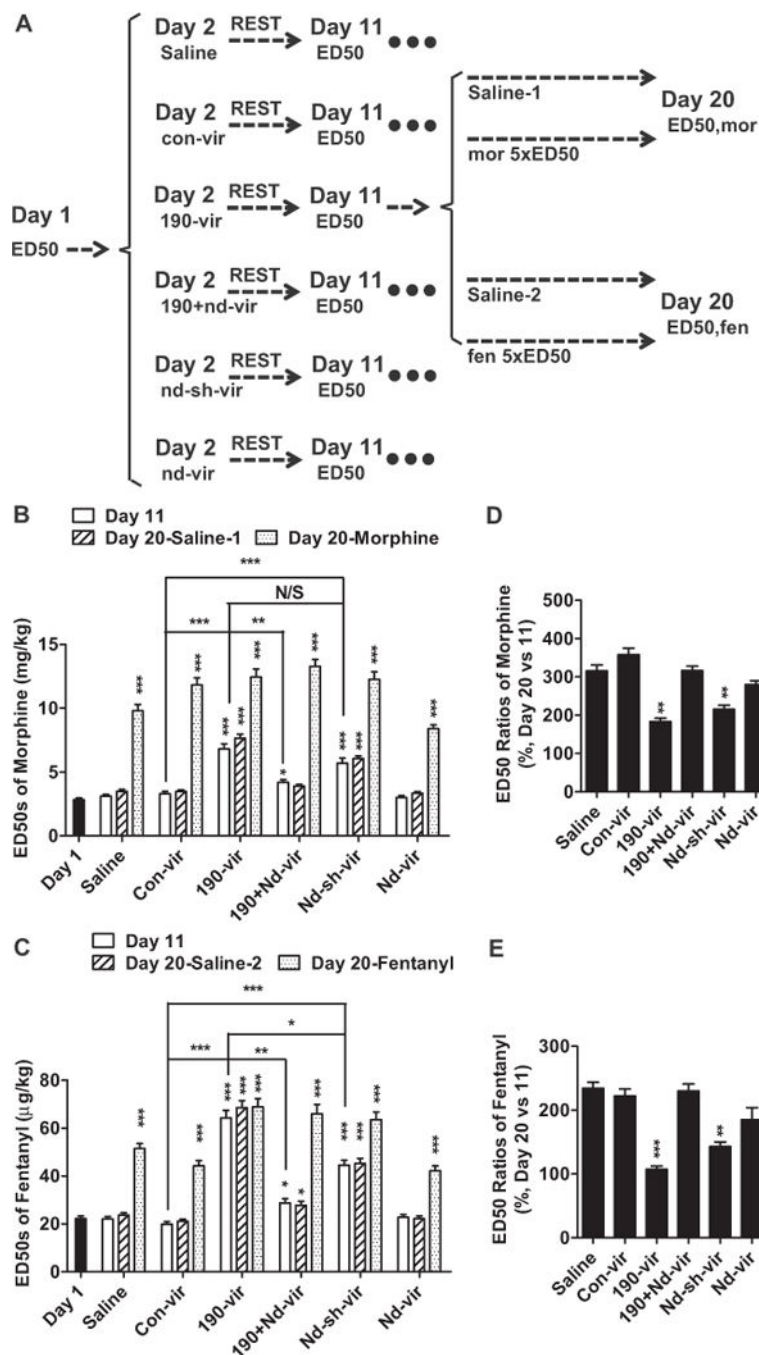 A
Day 1
ED50
Day 2 REST Day 11
Saline ED50
Day 2 REST Day 11
con-vir ED50
Day 2 REST Day 11
190-vir ED50
Day 2 REST Day 11
190+nd-vir ED50
Day 2 REST Day 11
nd-sh-vir ED50
Day 2 REST Day 11
nd-vir ED50
Saline-1
mor 5xED50
Day 20
ED50,mor
Saline-2
fen 5xED50
Day 20
ED50,fen
B
Day 11
Day 20-Saline-1 Day 20-Morphine
ED50s of Morphine (mg/kg)
15
10
5
0
***
N/S
*** **
***
***
*** ***
***
* ***
*** *** ***
***
Day 1 Saline Con-vir 190-vir 190+Nd-vir Nd-sh-vir Nd-vir
C
Day 11
Day 20-Saline-2 Day 20-Fentanyl
ED50s of Fentanyl (μg/kg)
80
60
40
20
0
***
*
*** **
***
***
*** *** ***
* * ***
*** *** ***
***
Day 1 Saline Con-vir 190-vir 190+Nd-vir Nd-sh-vir Nd-vir
D
ED50 Ratios of Morphine
(%, Day 20 vs 11)
500
400
300
200
100
0
** **
Saline Con-vir 190-vir 190+Nd-vir Nd-sh-vir Nd-vir
E
ED50 Ratios of Fentanyl
(%, Day 20 vs 11)
300
200
100
0
*** **
Saline Con-vir 190-vir 190+Nd-vir Nd-sh-vir Nd-vir